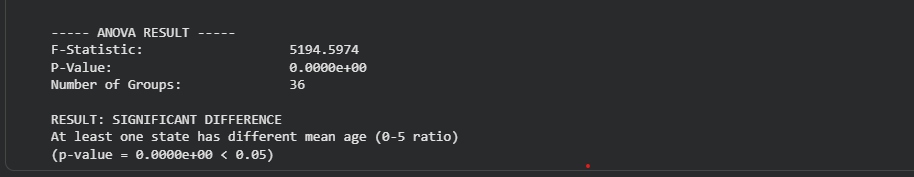 ----- ANOVA RESULT -----
F-Statistic: 5194.5974
P-Value: 0.0000e+00
Number of Groups: 36
RESULT: SIGNIFICANT DIFFERENCE
At least one state has different mean age (0-5 ratio)
(p-value = 0.0000e+00 < 0.05)